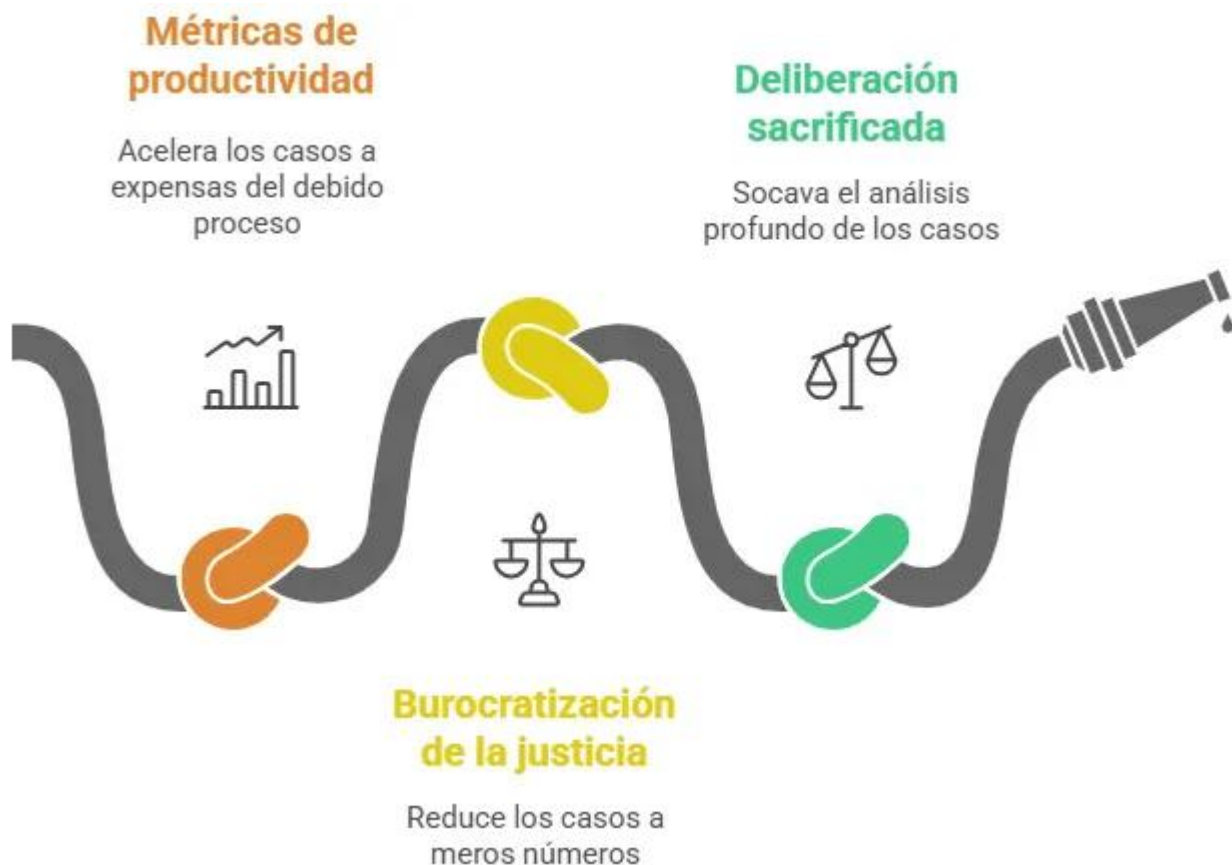 Métricas de
productividad
Acelera los casos a
expensas del debido
proceso
Deliberación
sacrificada
Socava el análisis
profundo de los casos
Burocratización
de la justicia
Reduce los casos a
meros números